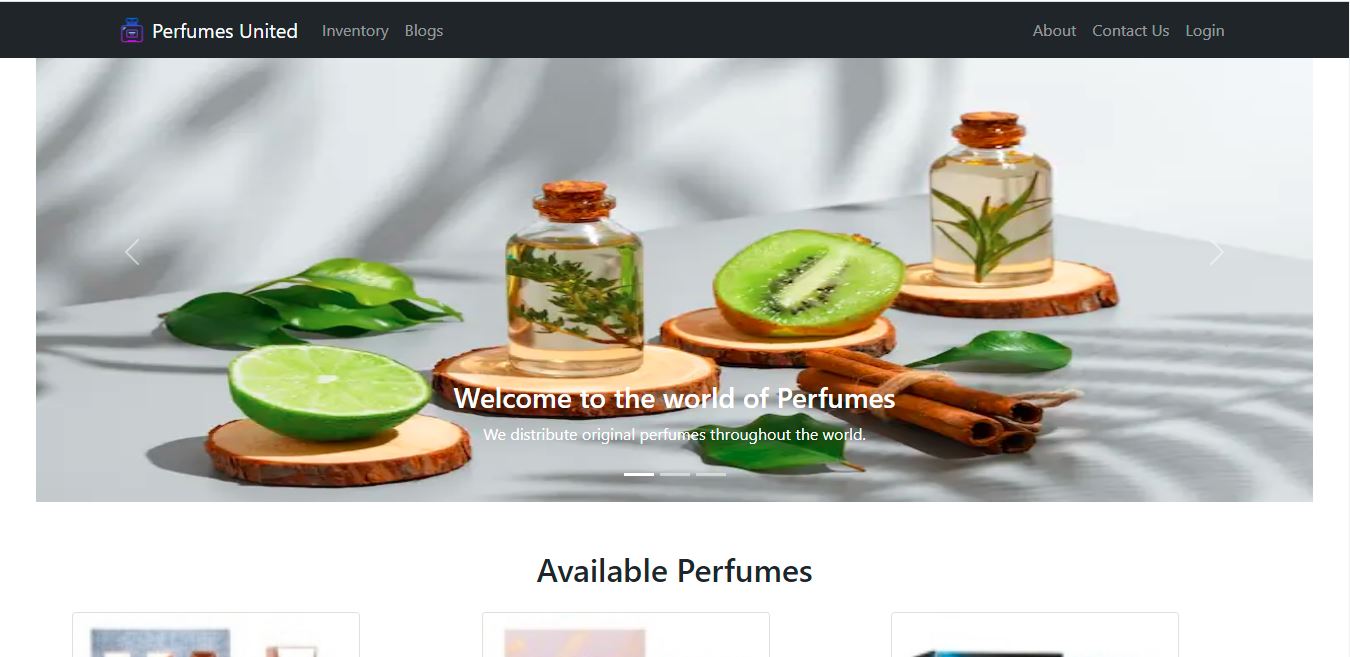 Perfumes United
Inventory
Blogs
About
Contact Us
Login
Welcome to the world of Perfumes
We distribute original perfumes throughout the world.
Available Perfumes